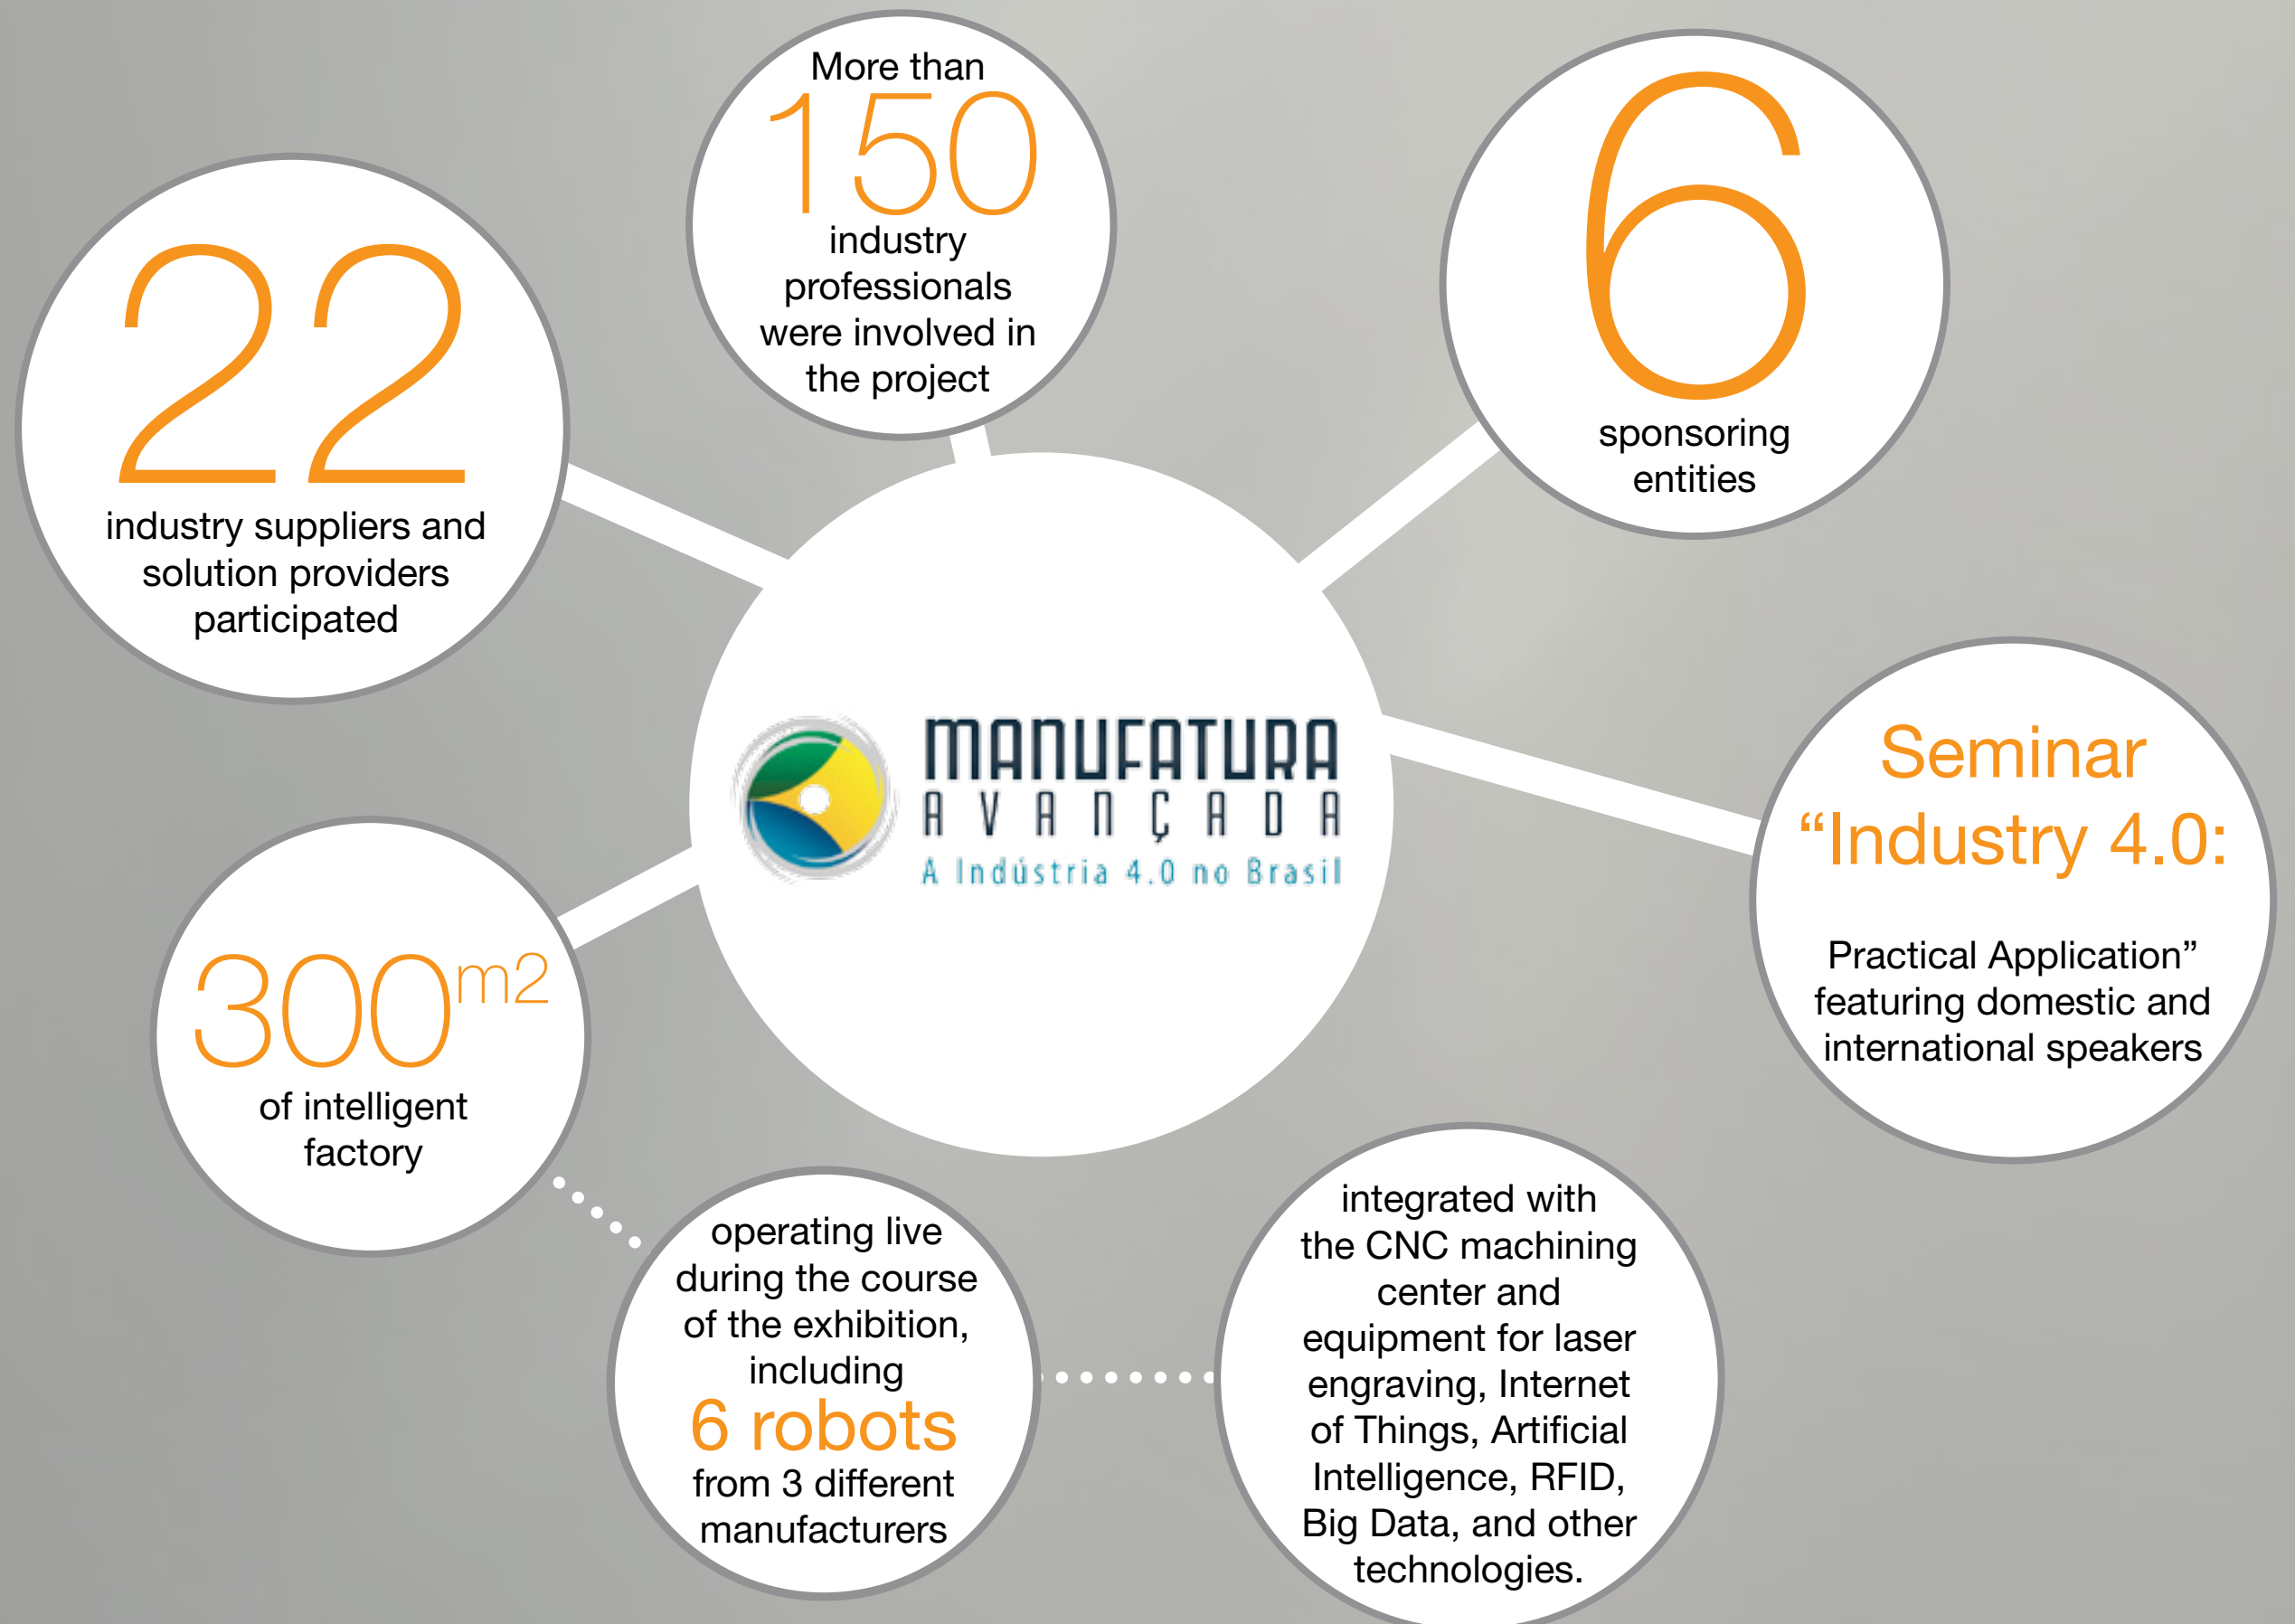 More than
150
industry
professionals
were involved in
the project
6
sponsoring
entities
22
industry suppliers and
solution providers
participated
MANUFATURA
AVANÇADA
A Indústria 4.0 no Brasil
Seminar
“Industry 4.0:
Practical Application”
featuring domestic and
international speakers
300m2
of intelligent
factory
operating live
during the course
of the exhibition,
including
6 robots
from 3 different
manufacturers
integrated with
the CNC machining
center and
equipment for laser
engraving, Internet
of Things, Artificial
Intelligence, RFID,
Big Data, and other
technologies.